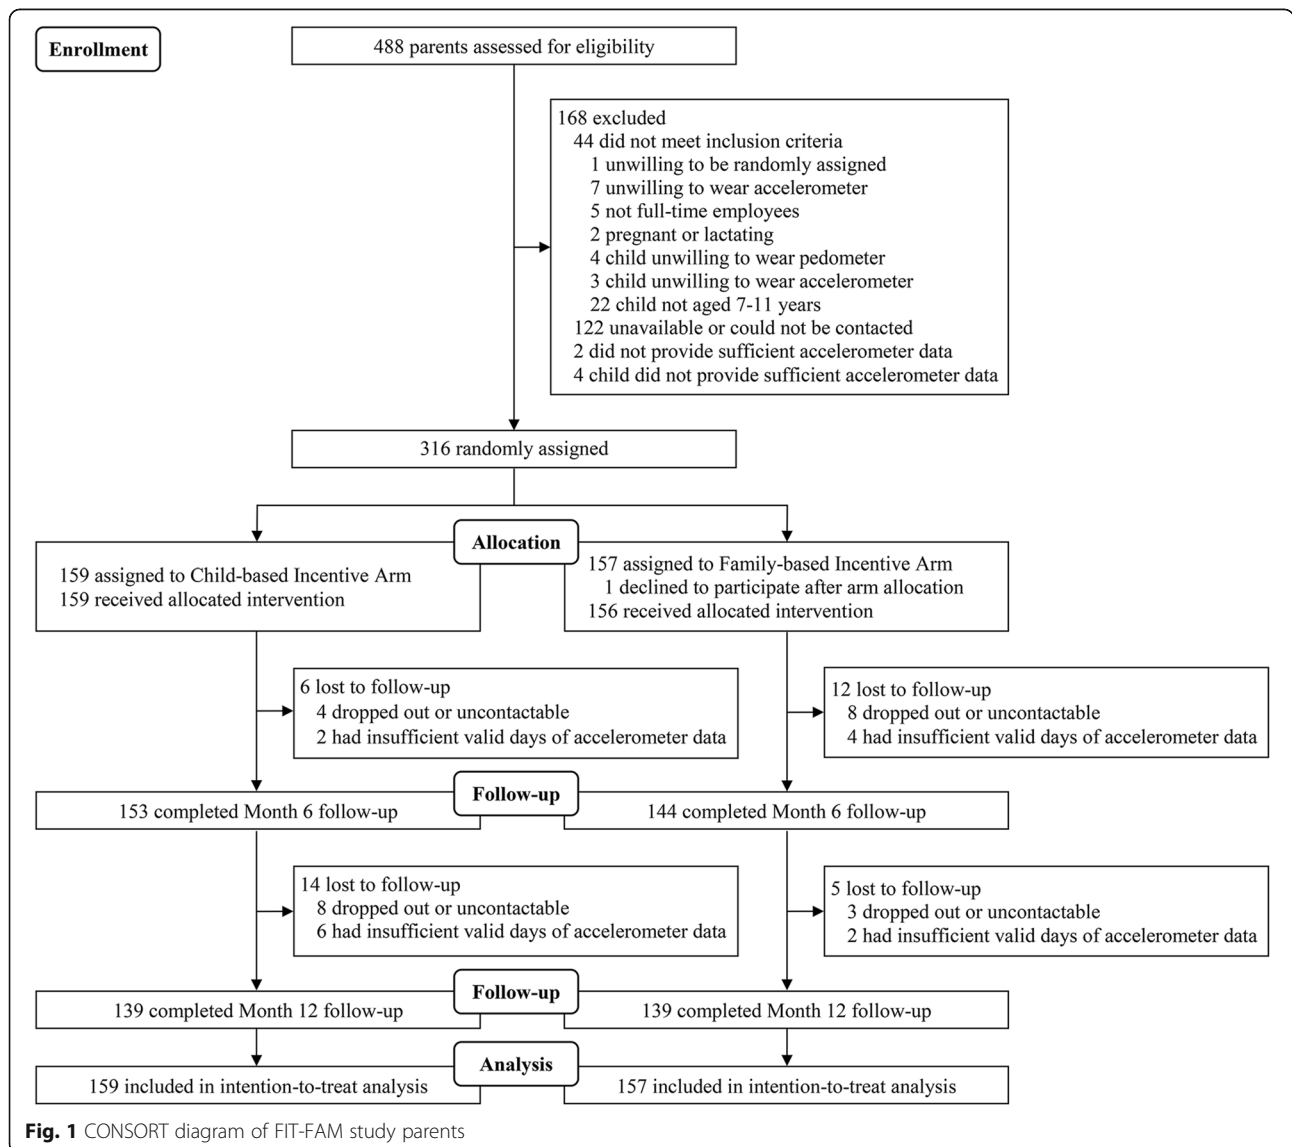 Enrollment
488 parents assessed for eligibility
168 excluded
44 did not meet inclusion criteria
1 unwilling to be randomly assigned
7 unwilling to wear accelerometer
5 not full-time employees
2 pregnant or lactating
4 child unwilling to wear pedometer
3 child unwilling to wear accelerometer
22 child not aged 7-11 years
122 unavailable or could not be contacted
2 did not provide sufficient accelerometer data
4 child did not provide sufficient accelerometer data
316 randomly assigned
Allocation
159 assigned to Child-based Incentive Arm
159 received allocated intervention
157 assigned to Family-based Incentive Arm
1 declined to participate after arm allocation
156 received allocated intervention
6 lost to follow-up
4 dropped out or uncontactable
2 had insufficient valid days of accelerometer data
12 lost to follow-up
8 dropped out or uncontactable
4 had insufficient valid days of accelerometer data
Follow-up
153 completed Month 6 follow-up
144 completed Month 6 follow-up
14 lost to follow-up
8 dropped out or uncontactable
6 had insufficient valid days of accelerometer data
5 lost to follow-up
3 dropped out or uncontactable
2 had insufficient valid days of accelerometer data
Follow-up
139 completed Month 12 follow-up
139 completed Month 12 follow-up
Analysis
159 included in intention-to-treat analysis
157 included in intention-to-treat analysis
Fig. 1 CONSORT diagram of FIT-FAM study parents